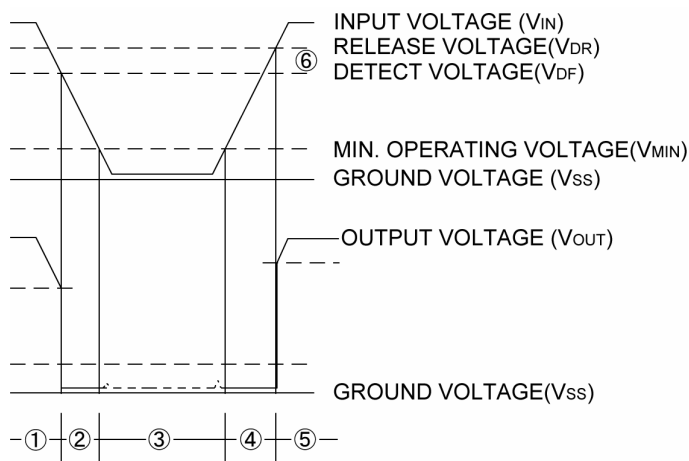 INPUT VOLTAGE (VIN)
RELEASE VOLTAGE(VDR)
⑥
DETECT VOLTAGE(VDF)
MIN. OPERATING VOLTAGE(VMIN)
GROUND VOLTAGE (VSS)
OUTPUT VOLTAGE (VOUT)
GROUND VOLTAGE(VSS)
① ② ③ ④ ⑤